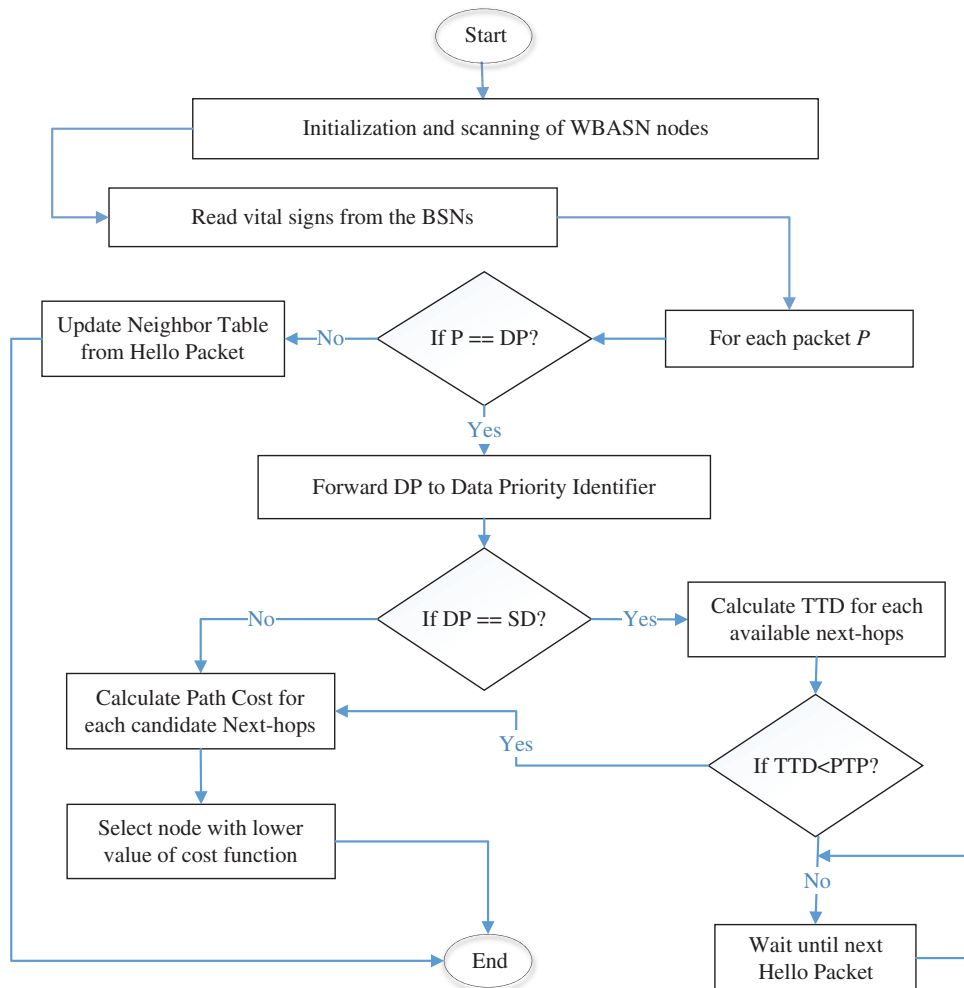 Start
Initialization and scanning of WBASN nodes
Read vital signs from the BSNs
Update Neighbor Table
from Hello Packet
No
If P == DP?
For each packet P
Yes
Forward DP to Data Priority Identifier
No
If DP == SD?
Yes
Calculate TTD for each
available next-hops
Calculate Path Cost for
each candidate Next-hops
Yes
If TTD<PTP?
Select node with lower
value of cost function
No
End
Wait until next
Hello Packet